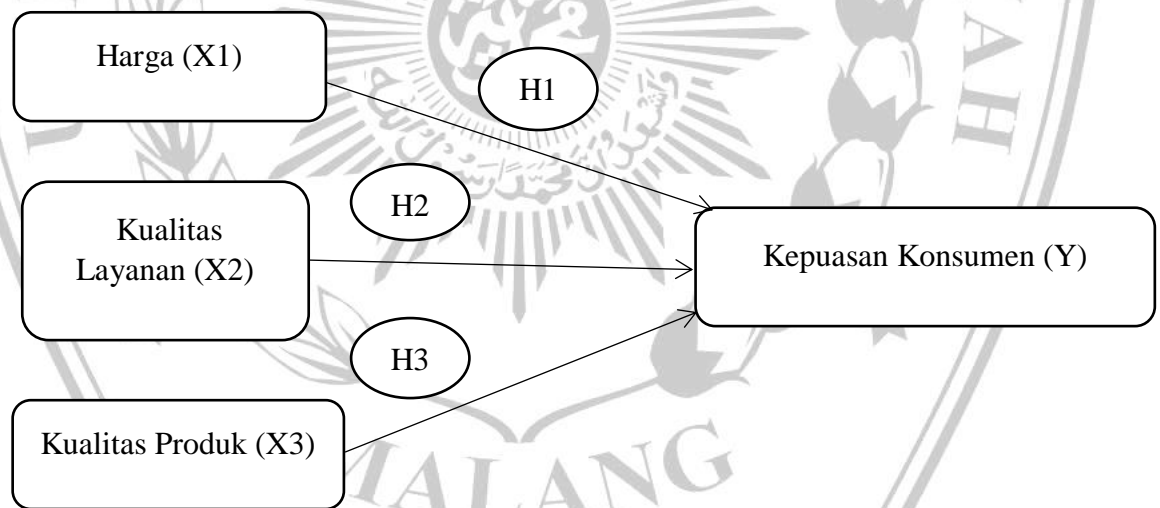 Harga (X1)
H1
H2
Kualitas
Layanan (X2)
Kepuasan Konsumen (Y)
H3
Kualitas Produk (X3)
MALANG